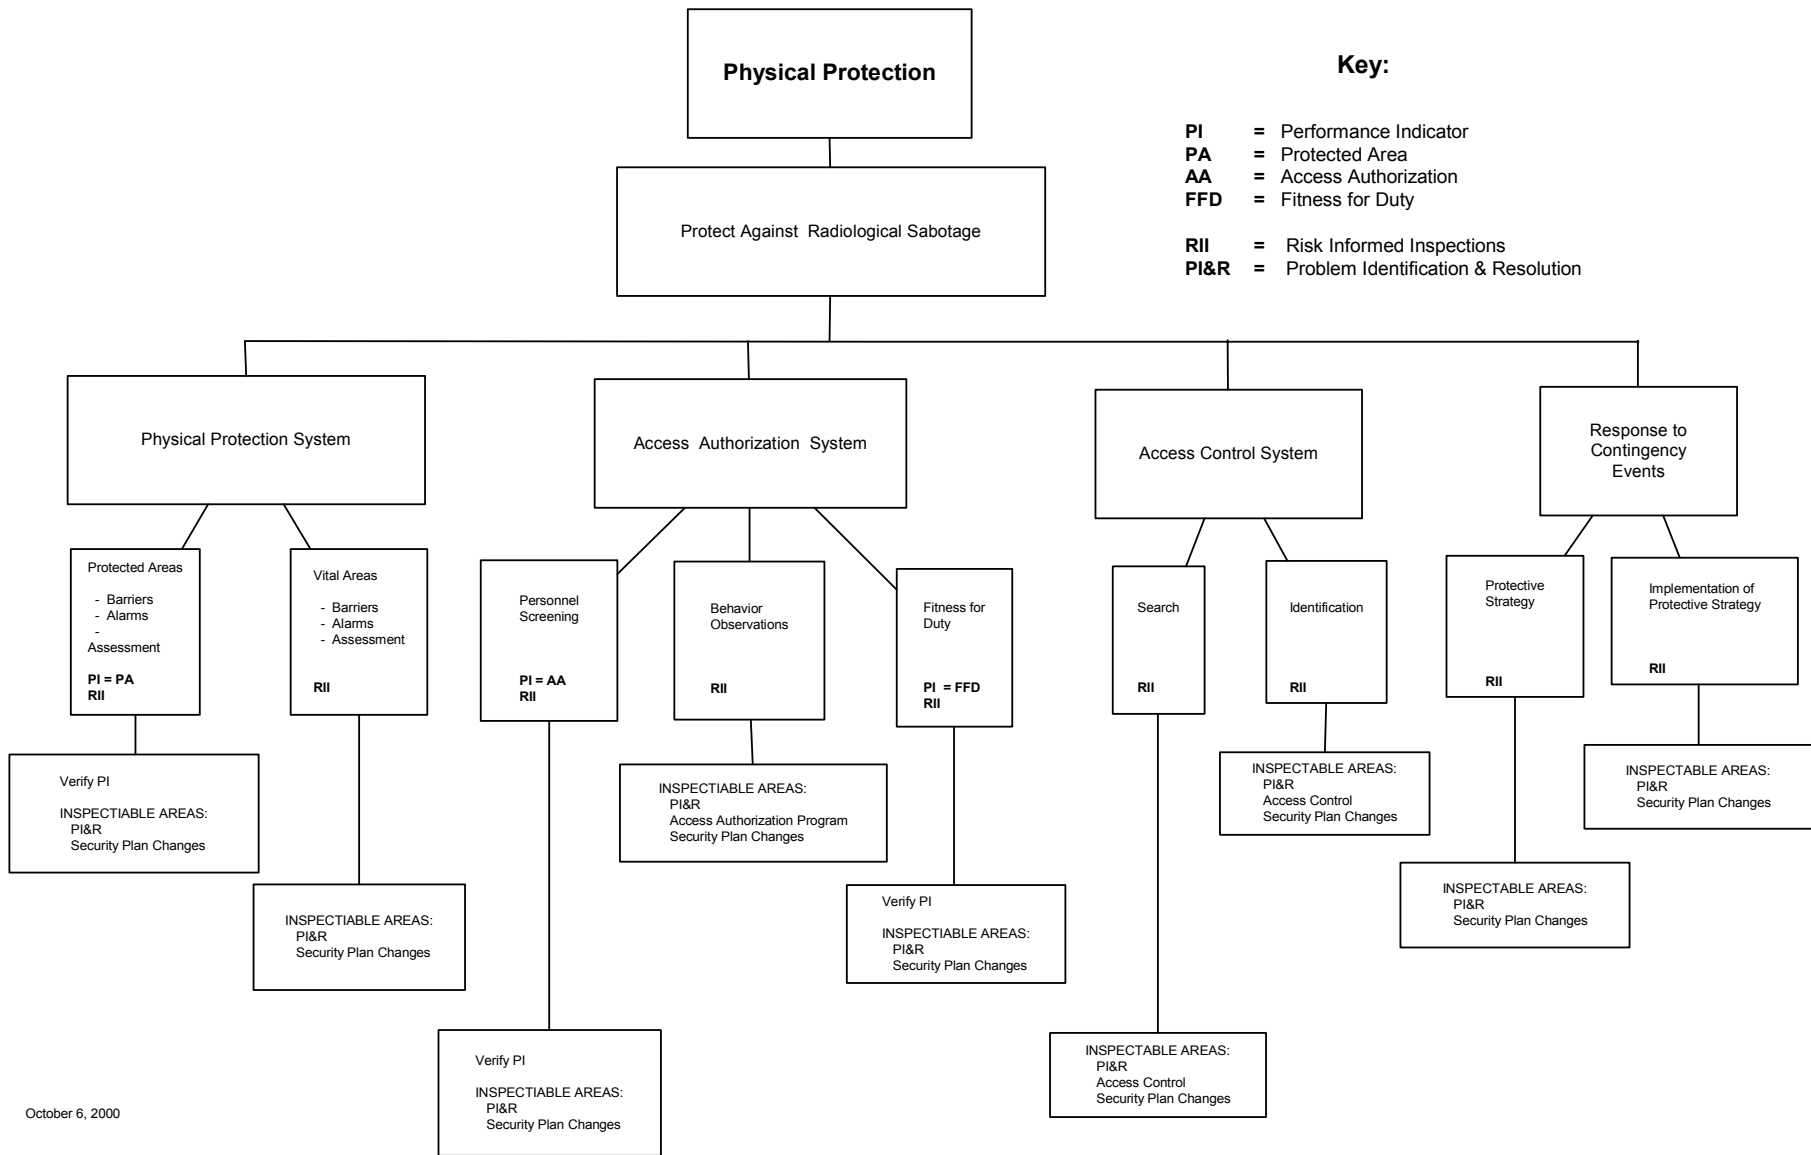 Physical Protection
Key:
PI = Performance Indicator
PA = Protected Area
AA = Access Authorization
FFD = Fitness for Duty
RII = Risk Informed Inspections
PI&R = Problem Identification & Resolution
Protect Against Radiological Sabotage
Physical Protection System
Access Authorization System
Access Control System
Response to
Contingency
Events
Protected Areas
- Barriers
- Alarms
-
Assessment
PI = PA
RII
Vital Areas
- Barriers
- Alarms
- Assessment
RII
Personnel
Screening
PI = AA
RII
Behavior
Observations
RII
Fitness for
Duty
PI = FFD
RII
Search
RII
Identification
RII
Protective
Strategy
RII
Implementation of
Protective Strategy
RII
Verify PI
INSPECTIABLE AREAS:
PI&R
Security Plan Changes
INSPECTIABLE AREAS:
PI&R
Security Plan Changes
Verify PI
INSPECTIABLE AREAS:
PI&R
Security Plan Changes
INSPECTIABLE AREAS:
PI&R
Access Authorization Program
Security Plan Changes
Verify PI
INSPECTIABLE AREAS:
PI&R
Security Plan Changes
INSPECTABLE AREAS:
PI&R
Access Control
Security Plan Changes
INSPECTABLE AREAS:
PI&R
Access Control
Security Plan Changes
INSPECTABLE AREAS:
PI&R
Security Plan Changes
INSPECTABLE AREAS:
PI&R
Security Plan Changes
October 6, 2000